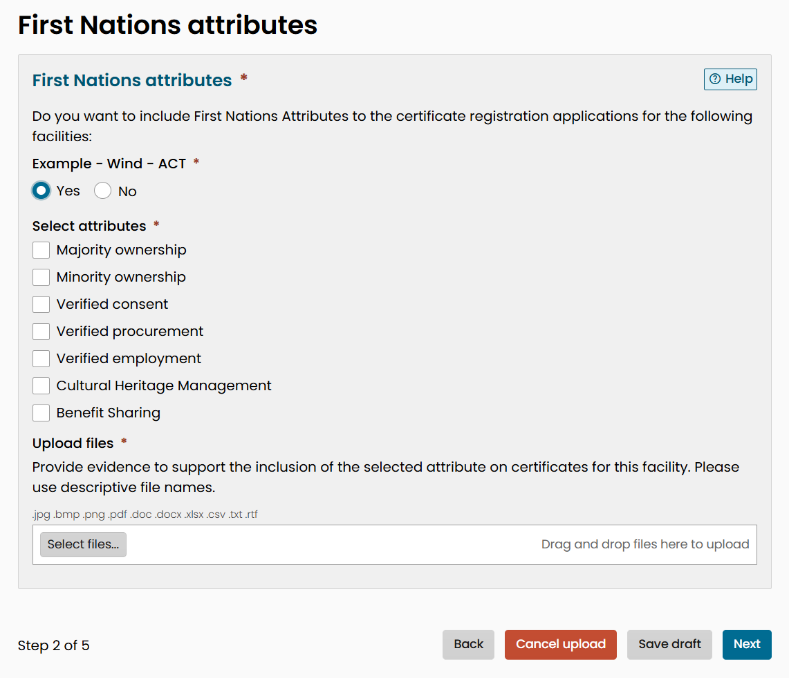 First Nations attributes
First Nations attributes *
Help
Do you want to include First Nations Attributes to the certificate registration applications for the following
facilities:
Example - Wind - ACT *
Yes No
Select attributes *
Majority ownership
Minority ownership
Verified consent
Verified procurement
Verified employment
Cultural Heritage Management
Benefit Sharing
Upload files *
Provide evidence to support the inclusion of the selected attribute on certificates for this facility. Please
use descriptive file names.
.jpg .bmp .png .pdf .doc .docx .xlsx .csv .txt .rtf
Select files... Drag and drop files here to upload
Step 2 of 5 Back Cancel upload Save draft Next